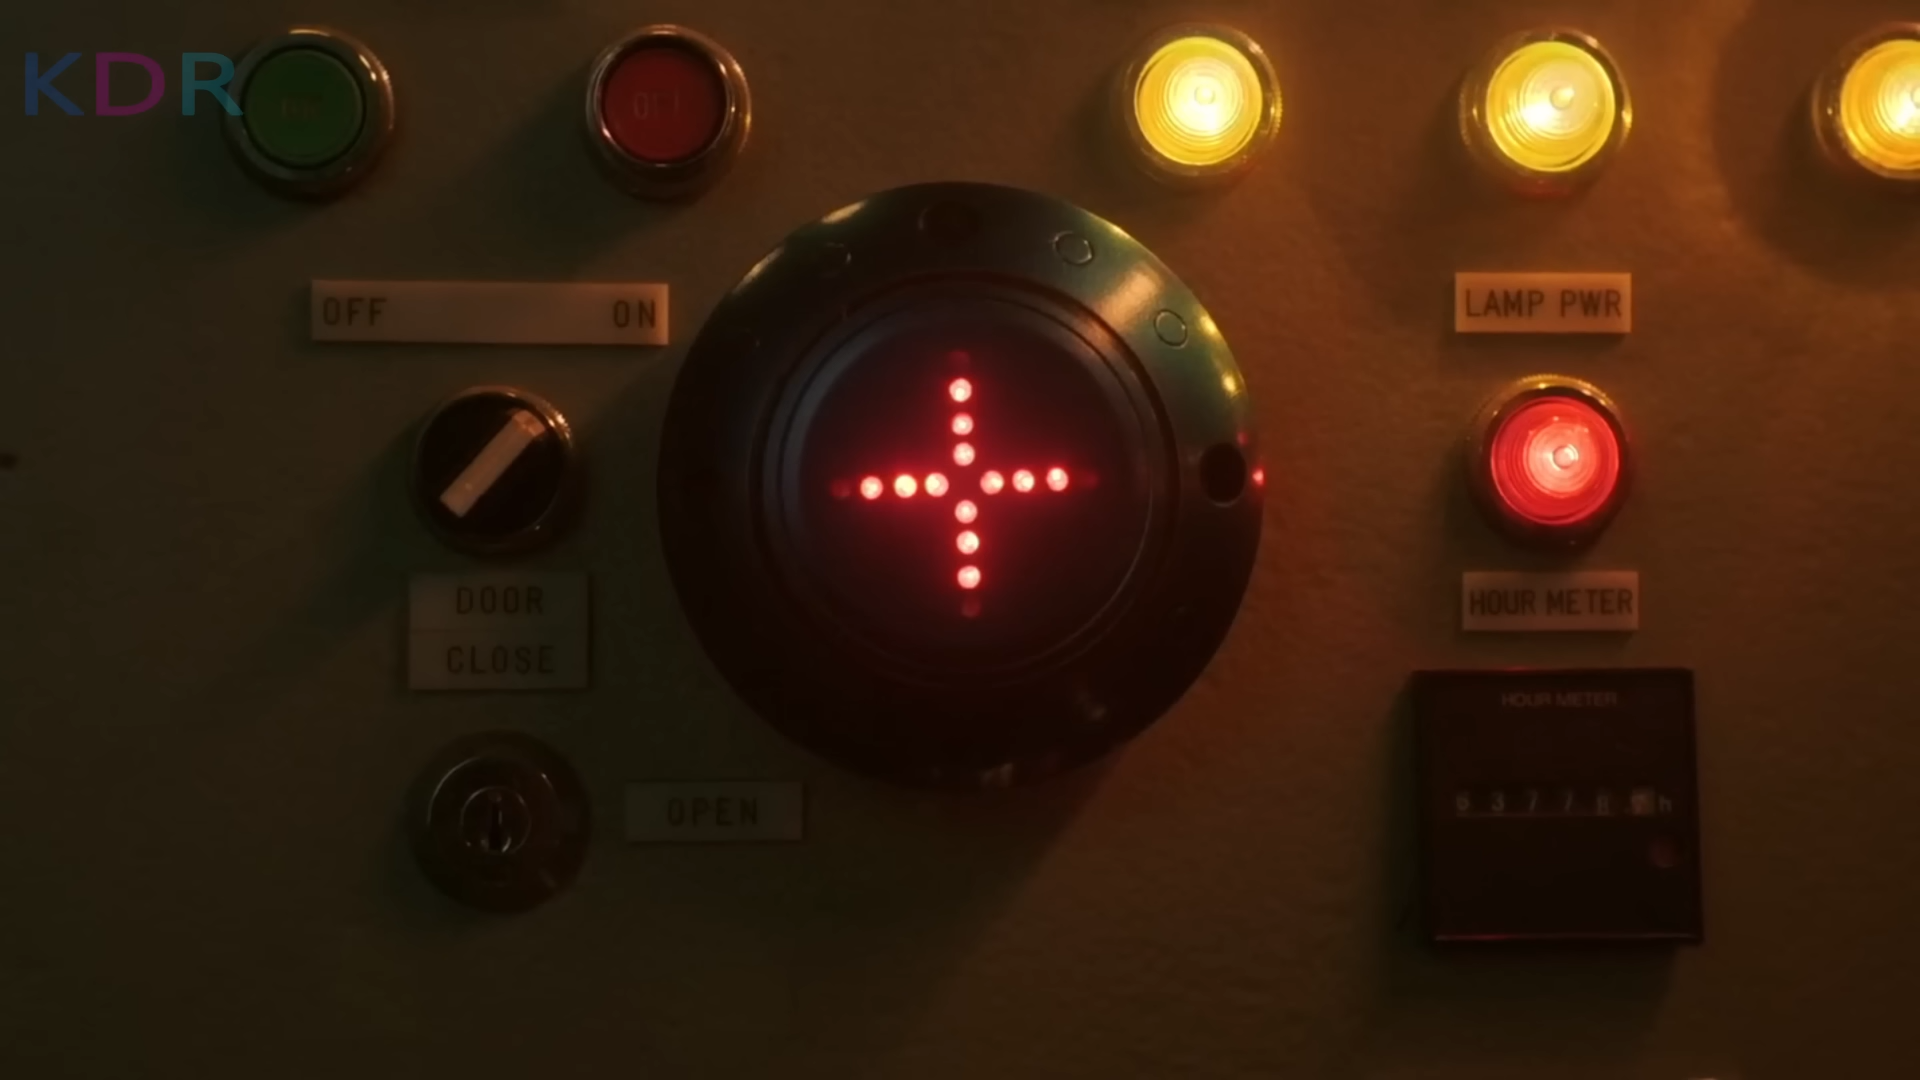 KDR
OFF ON
LAMP PWR
DOOR
CLOSE
HOUR METER
HOUR METER
OPEN